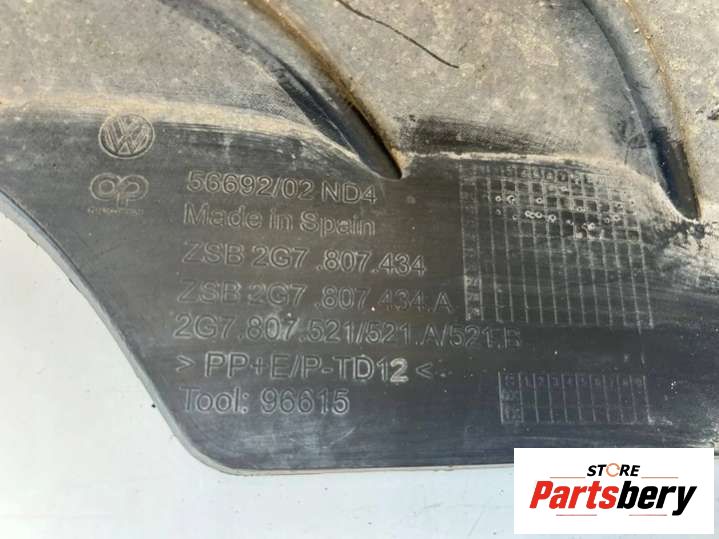 56692/02 ND4
Made in Spain
ZSB 2G7 .807.434
ZSB 2G7 .807.434.A
2G7.807.521/521.A/521.B
> PP+E/P-TD12 <
Tool: 96615
STORE
Partsbery